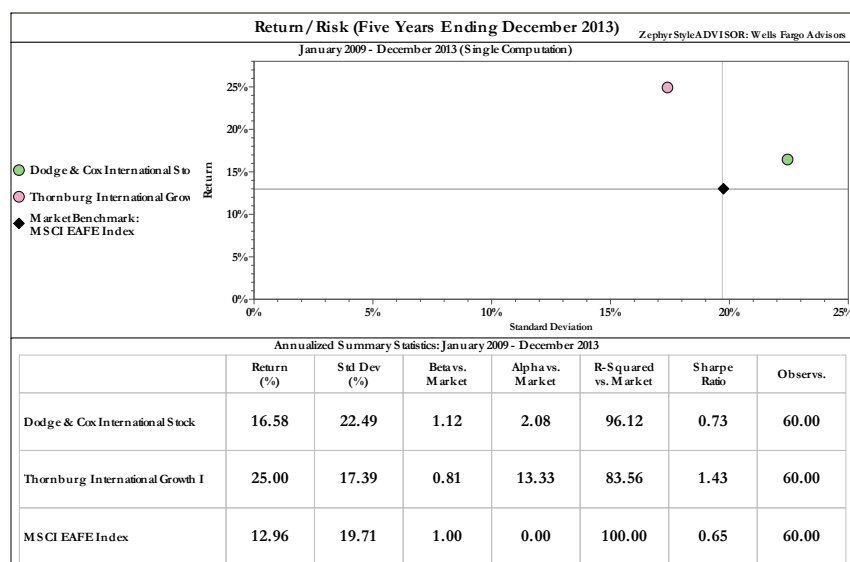 Return/Risk (Five Years Ending December 2013)
Zephyr StyleADVISOR: Wells Fargo Advisors
January 2009 - December 2013 (Single Computation)
25%
20%
15%
10%
5%
0%
Return
Dodge & Cox International Sto
Thornburg International Grow
Market Benchmark:
MSCI EAFE Index
0% 5% 10% 15% 20% 25%
Standard Deviation
Annualized Summary Statistics: January 2009 - December 2013
Return (%) Std Dev (%) Beta vs. Market Alpha vs. Market R-Squared vs. Market Sharpe Ratio Observs.
Dodge & Cox International Stock 16.58 22.49 1.12 2.08 96.12 0.73 60.00
Thornburg International Growth I 25.00 17.39 0.81 13.33 83.56 1.43 60.00
MSCI EAFE Index 12.96 19.71 1.00 0.00 100.00 0.65 60.00